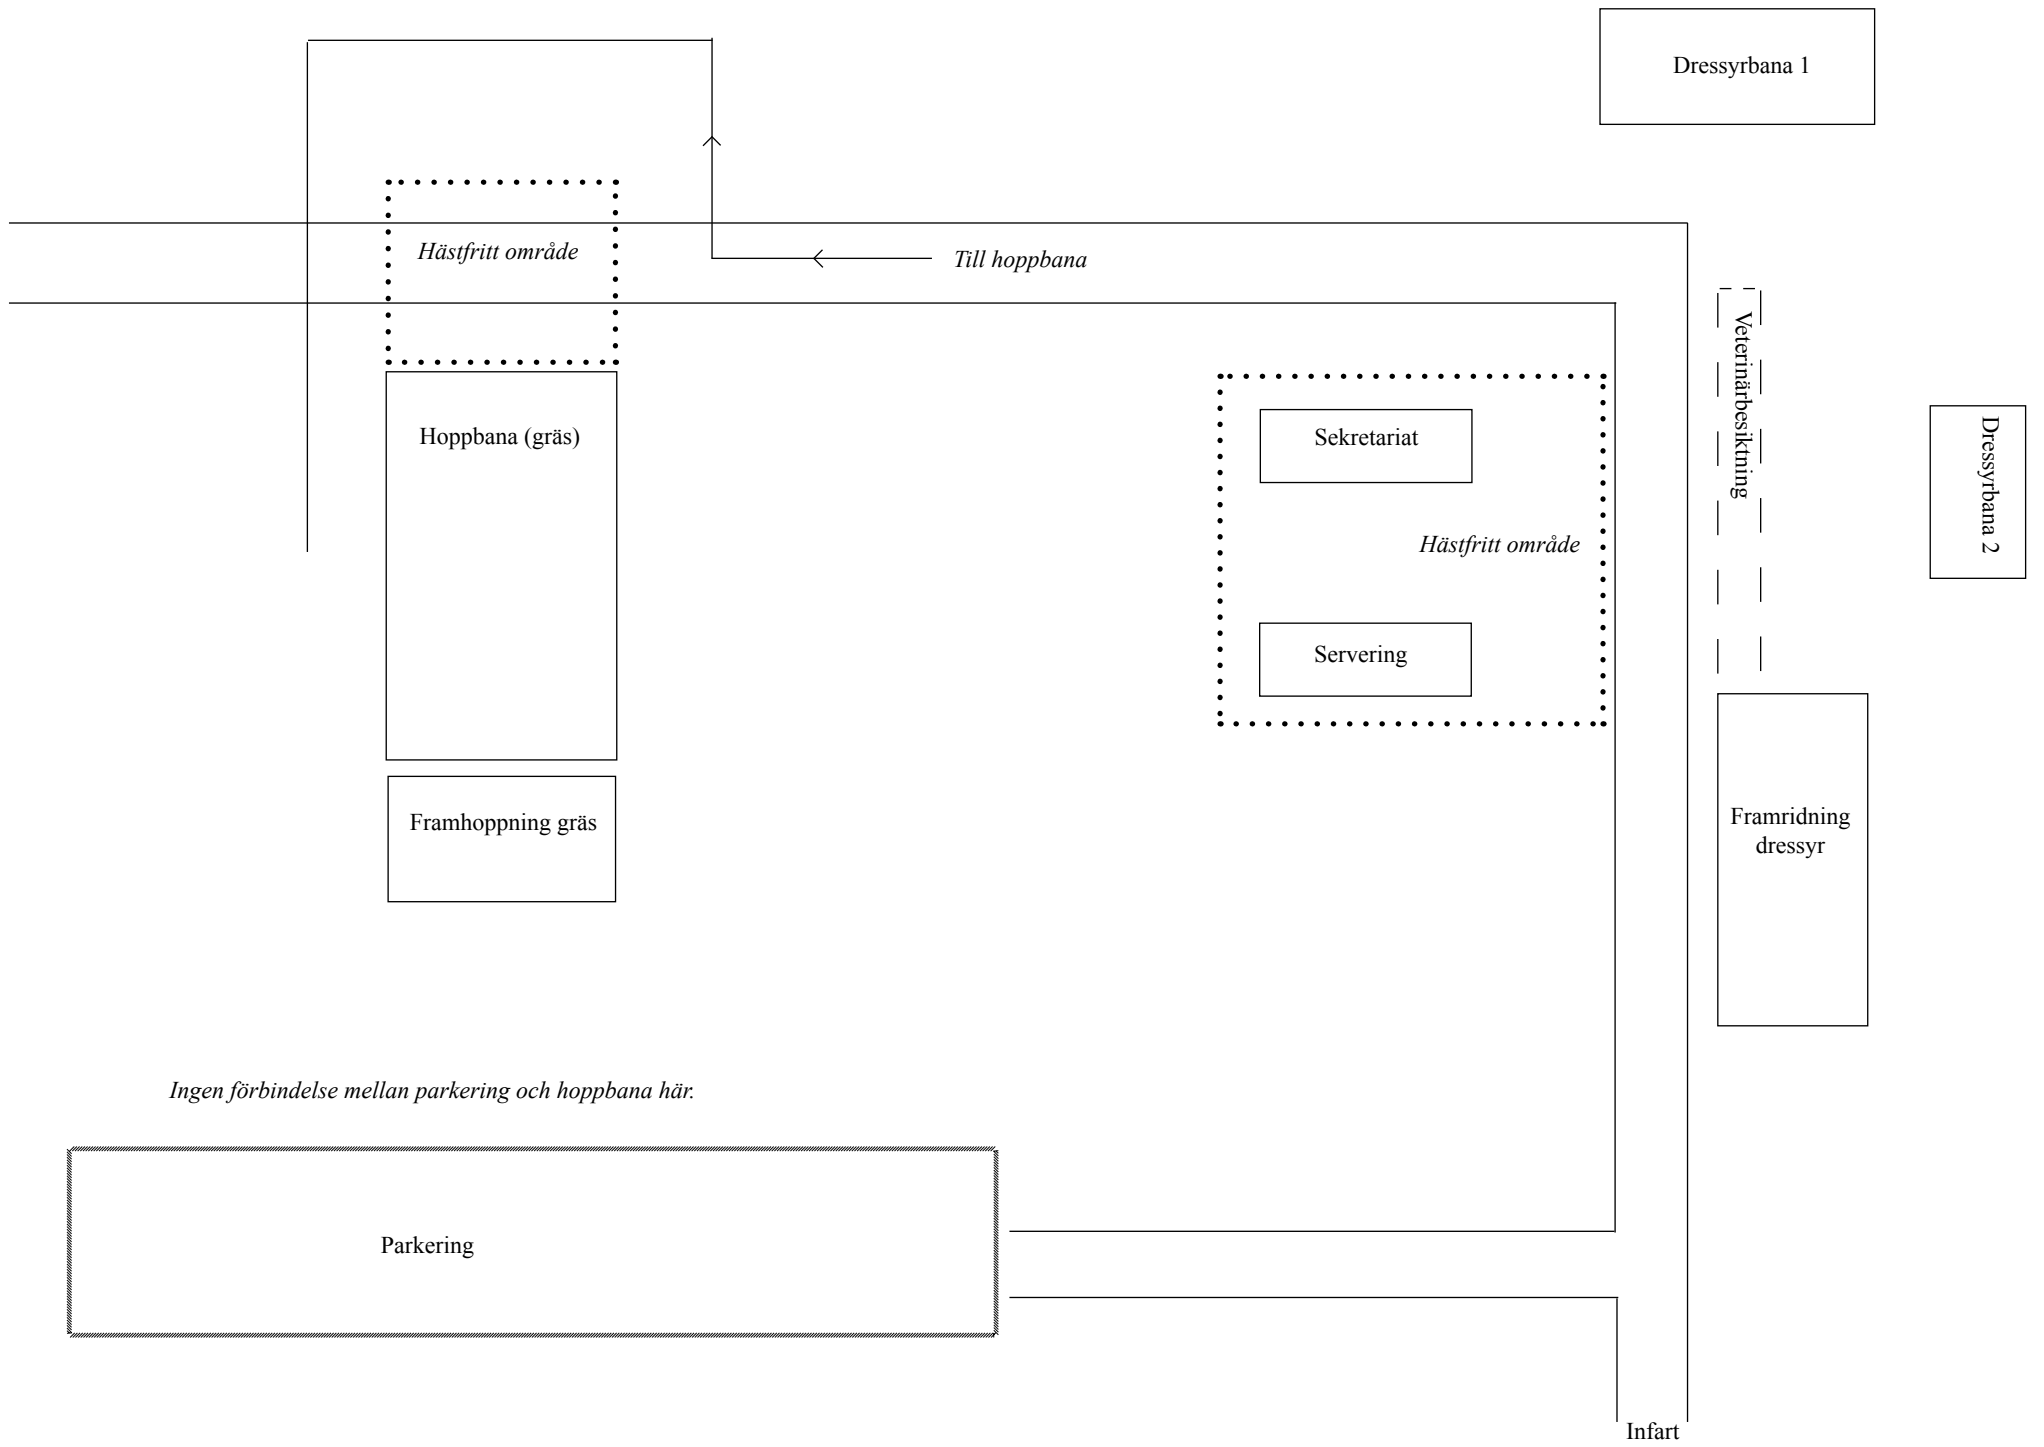 Dressyrbana 1
Hästfritt område
Till hoppbana
Veterinärbesiktning
Hoppbana (gräs)
Sekretariat
Dressyrbana 2
Hästfritt område
Servering
Framhoppning gräs
Framridning
dressyr
Ingen förbindelse mellan parkering och hoppbana här.
Parkering
Infart